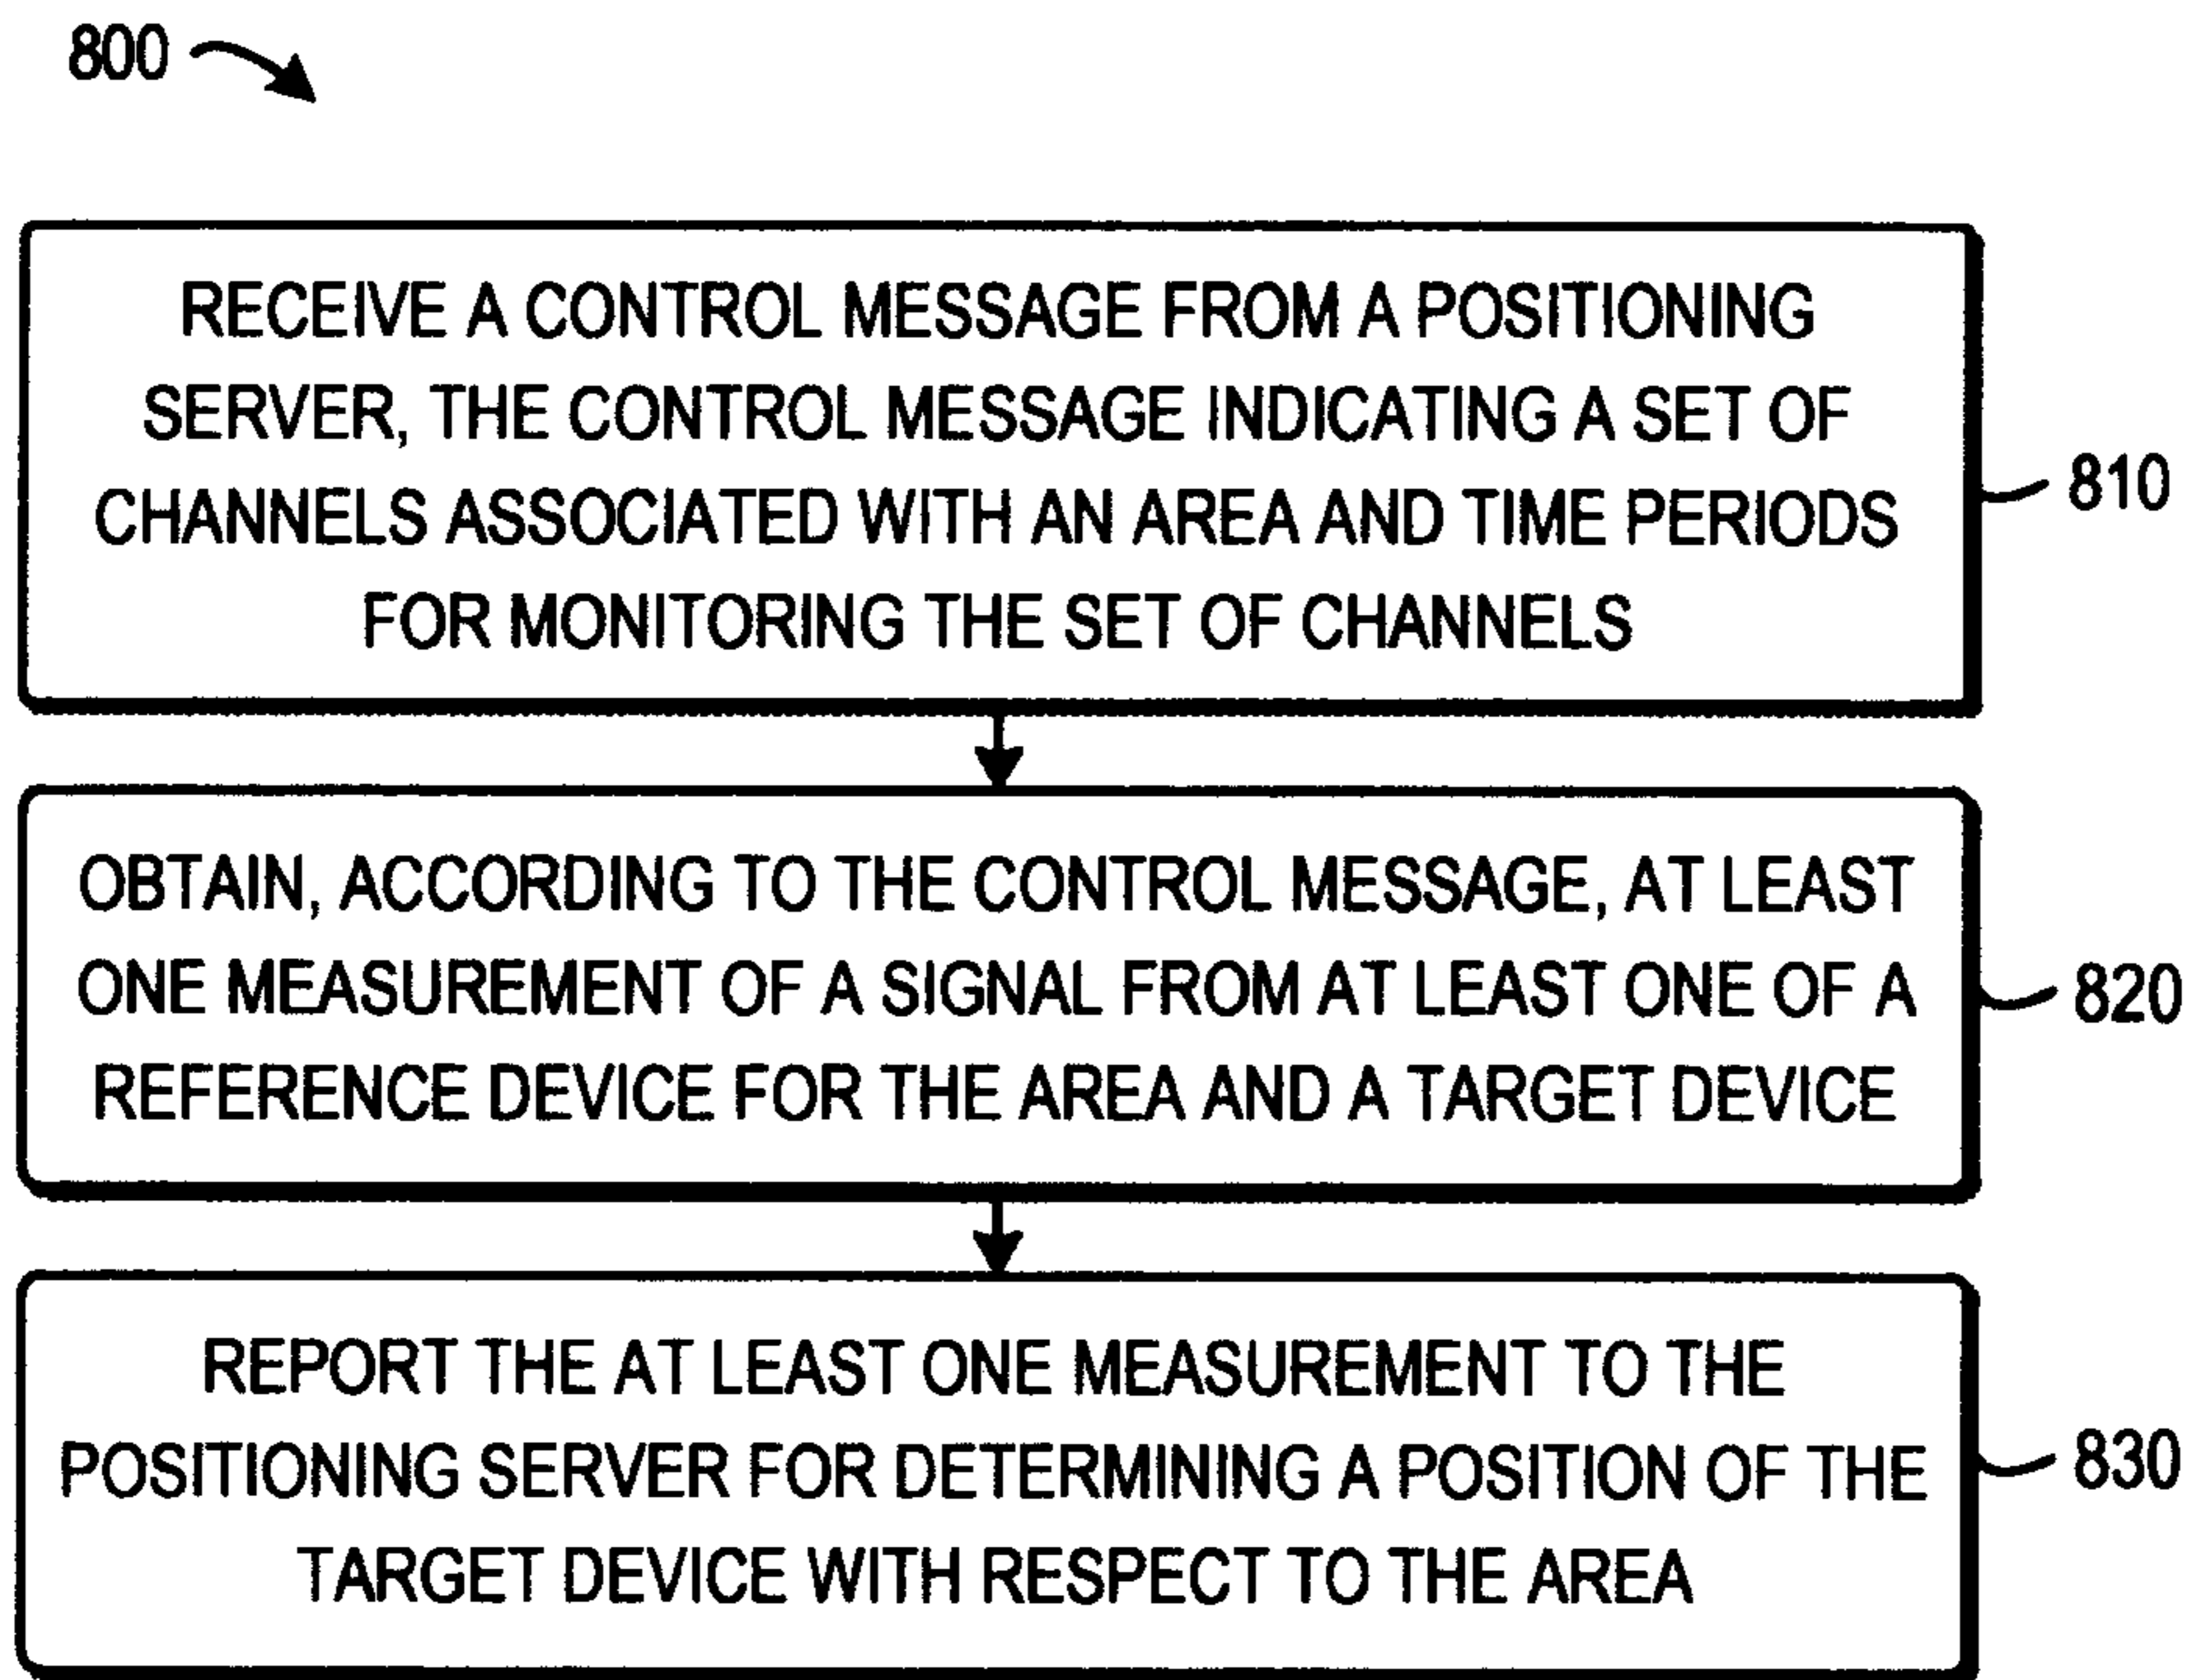 800
RECEIVE A CONTROL MESSAGE FROM A POSITIONING
SERVER, THE CONTROL MESSAGE INDICATING A SET OF
CHANNELS ASSOCIATED WITH AN AREA AND TIME PERIODS
FOR MONITORING THE SET OF CHANNELS
810
OBTAIN, ACCORDING TO THE CONTROL MESSAGE, AT LEAST
ONE MEASUREMENT OF A SIGNAL FROM AT LEAST ONE OF A
REFERENCE DEVICE FOR THE AREA AND A TARGET DEVICE
820
REPORT THE AT LEAST ONE MEASUREMENT TO THE
POSITIONING SERVER FOR DETERMINING A POSITION OF THE
TARGET DEVICE WITH RESPECT TO THE AREA
830